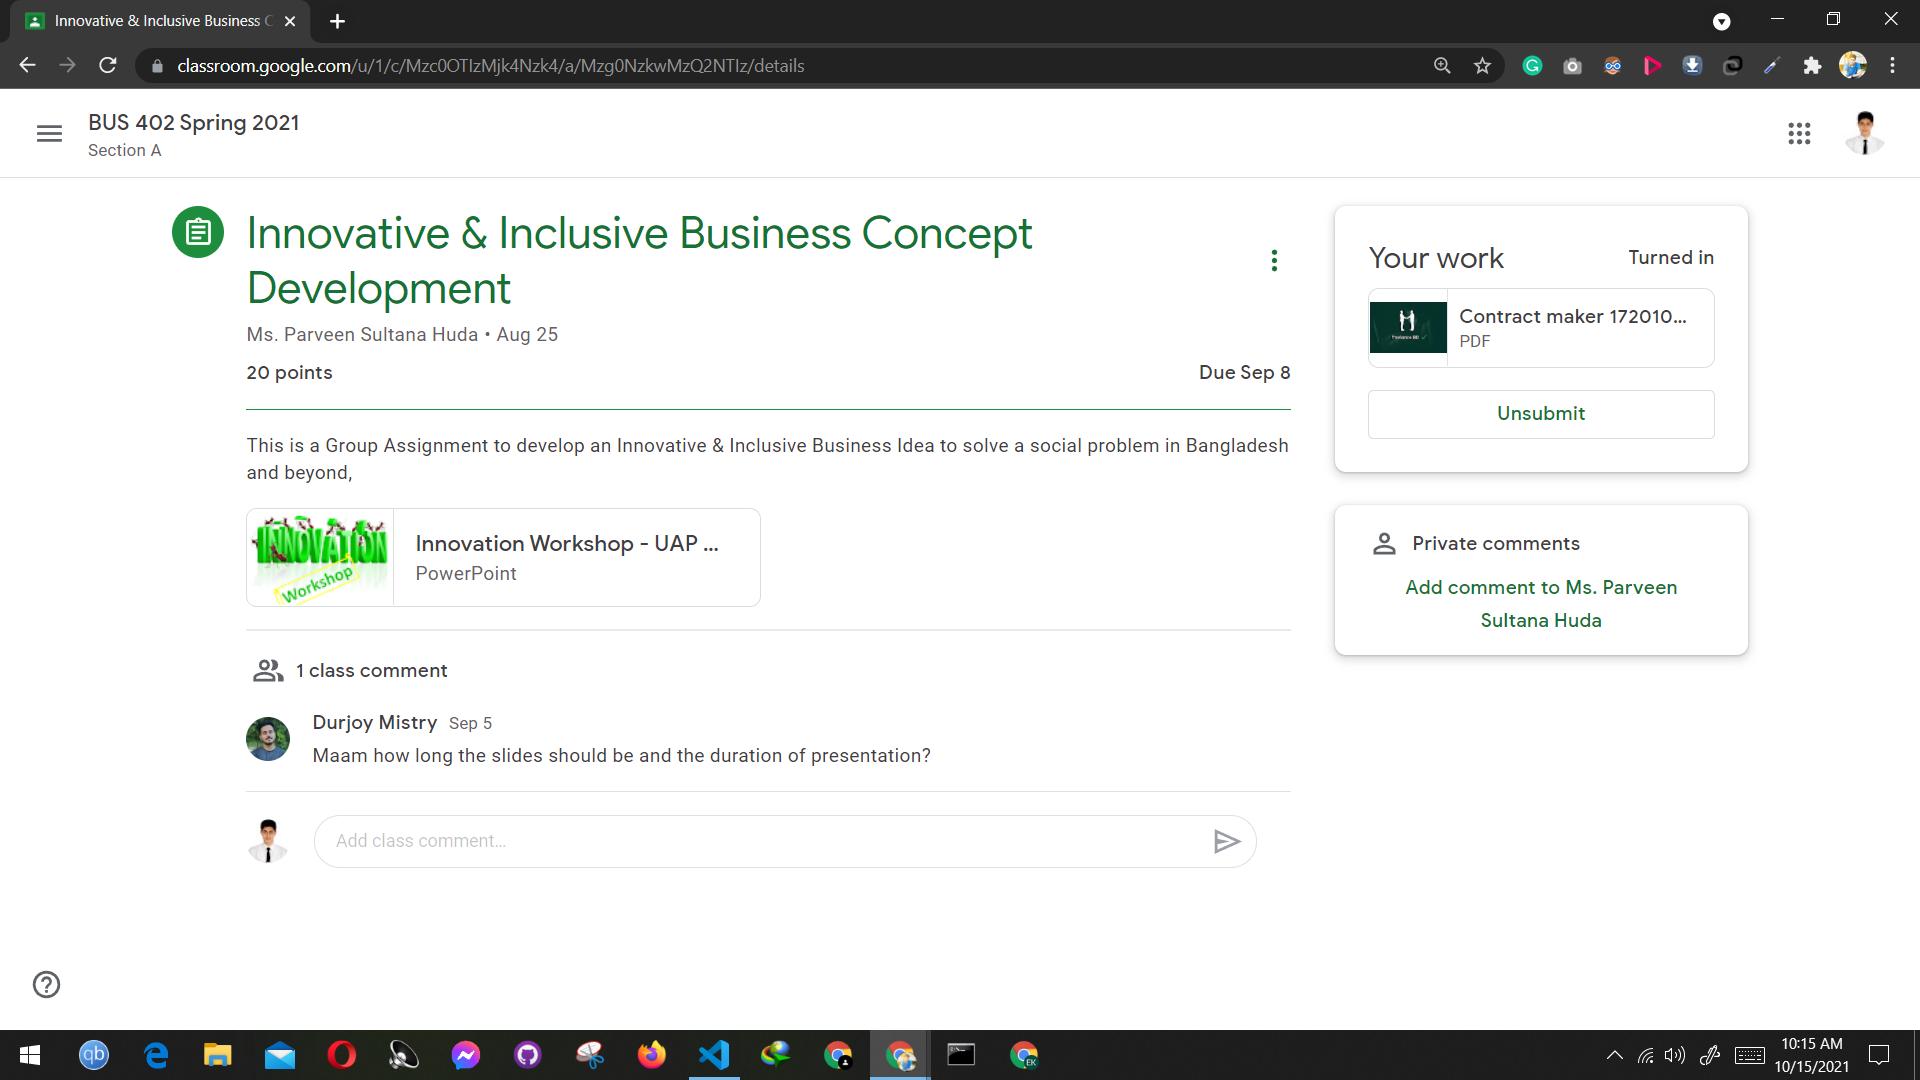 Innovative & Inclusive Business C
classroom.google.com/u/1/c/Mzc0OTIzMjk4Nzk4/a/Mzg0NzkwMzQ2NTIz/details
BUS 402 Spring 2021
Section A
Innovative & Inclusive Business Concept
Development
Ms. Parveen Sultana Huda • Aug 25
20 points
Due Sep 8
This is a Group Assignment to develop an Innovative & Inclusive Business Idea to solve a social problem in Bangladesh
and beyond,
INNOVATION
Workshop
Innovation Workshop - UAP ...
PowerPoint
1 class comment
Durjoy Mistry Sep 5
Maam how long the slides should be and the duration of presentation?
Add class comment...
Your work
Turned in
Contract maker 172010...
PDF
Freelance BD
Unsubmit
Private comments
Add comment to Ms. Parveen
Sultana Huda
qb
EK
10:15 AM
10/15/2021